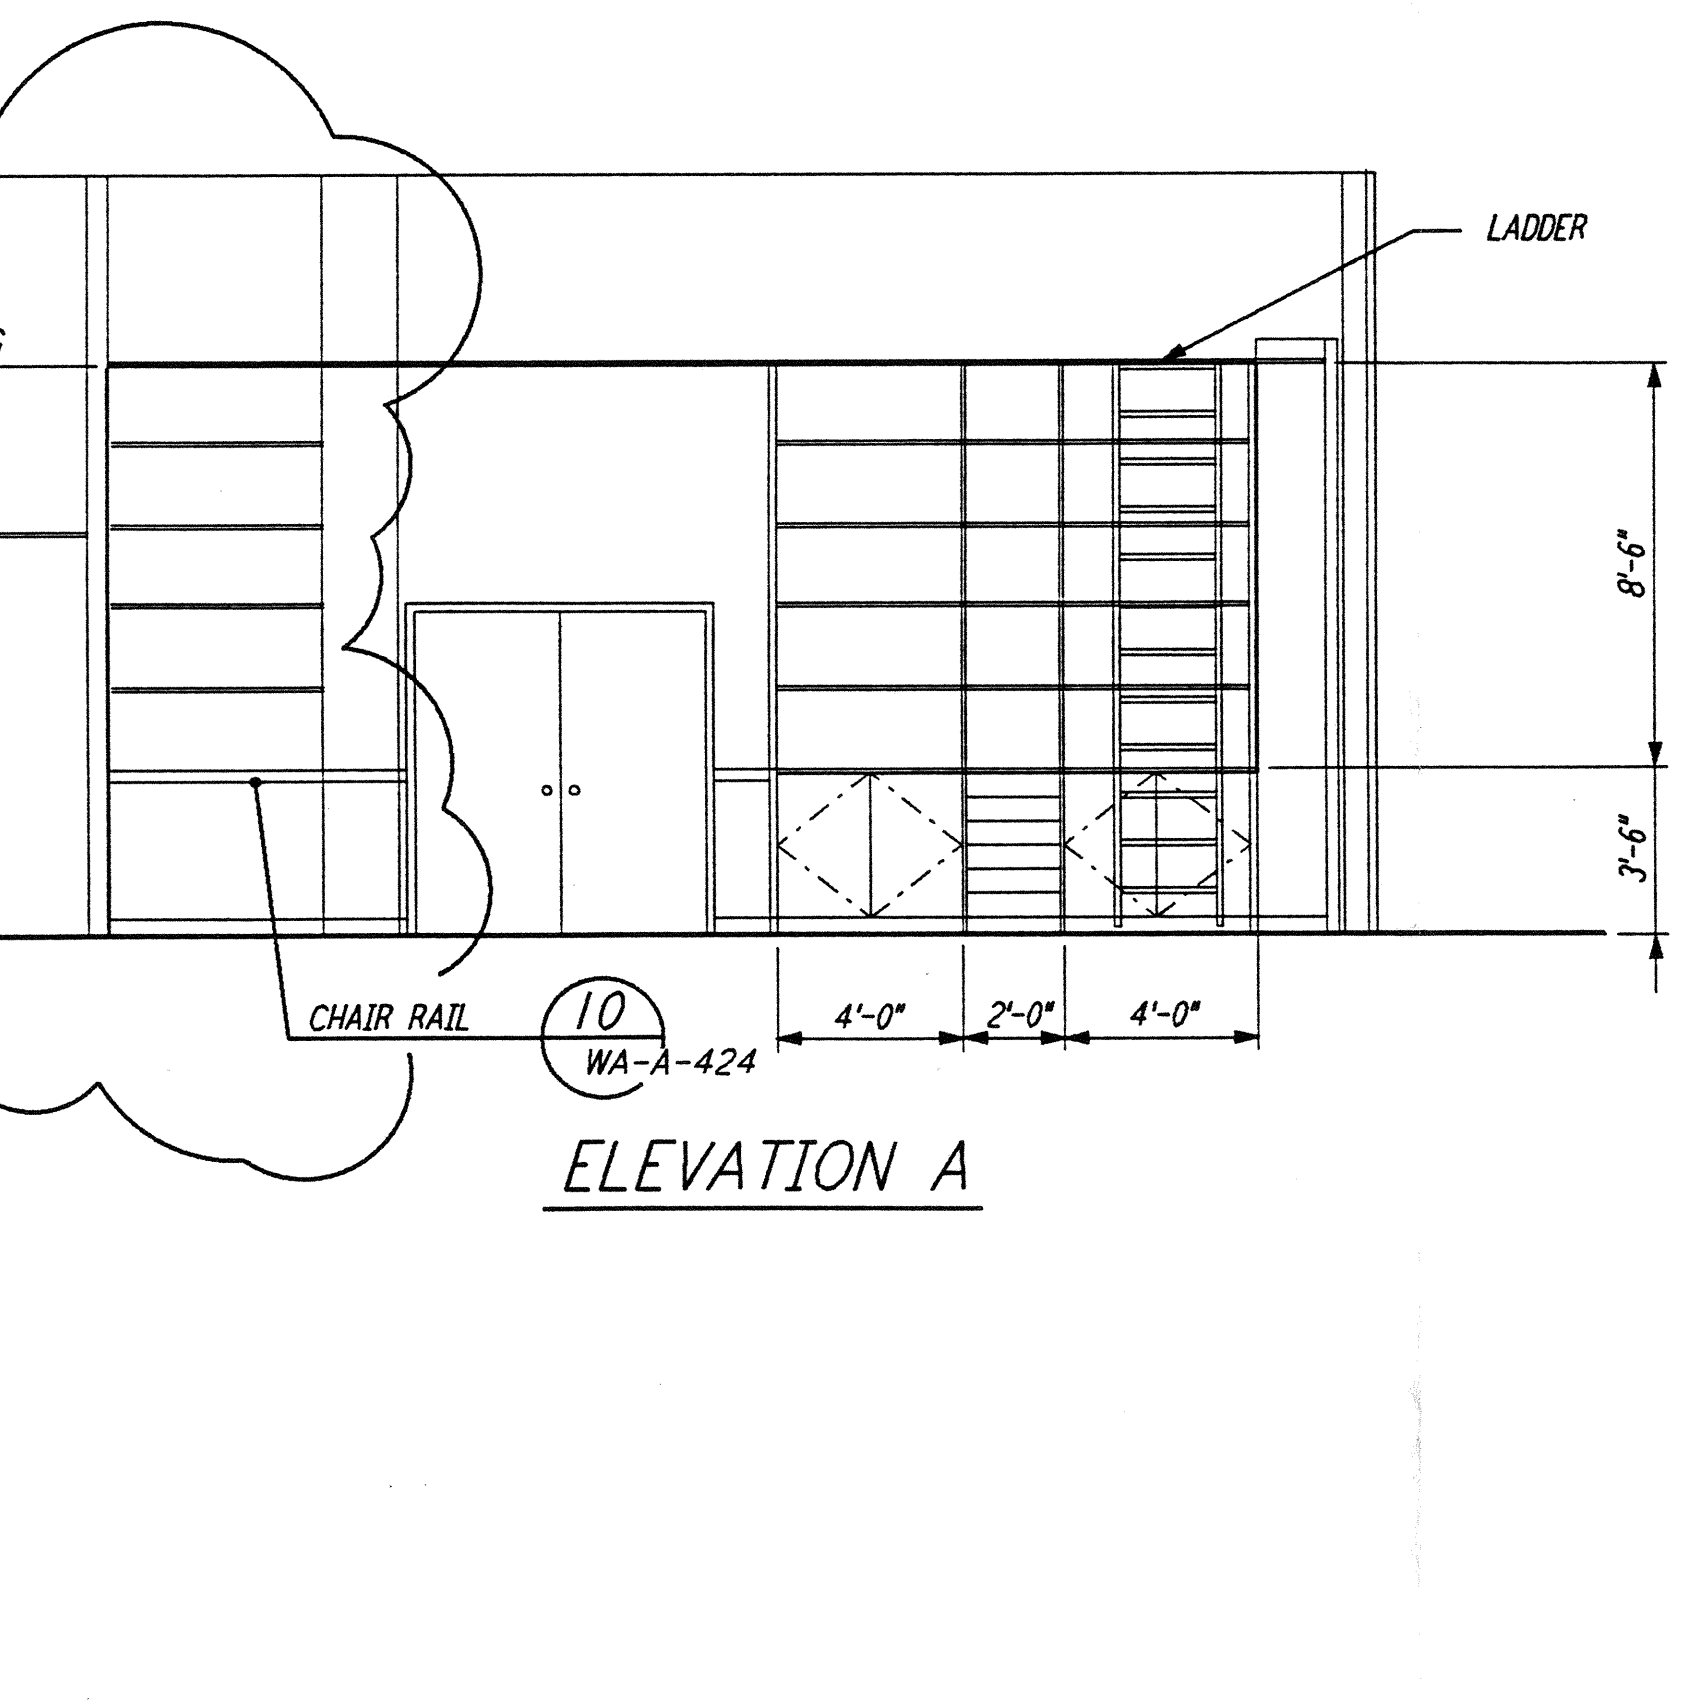 LADDER
8'-6"
3'-6"
CHAIR RAIL
10
WA-A-424
4'-0"
2'-0"
4'-0"
ELEVATION A